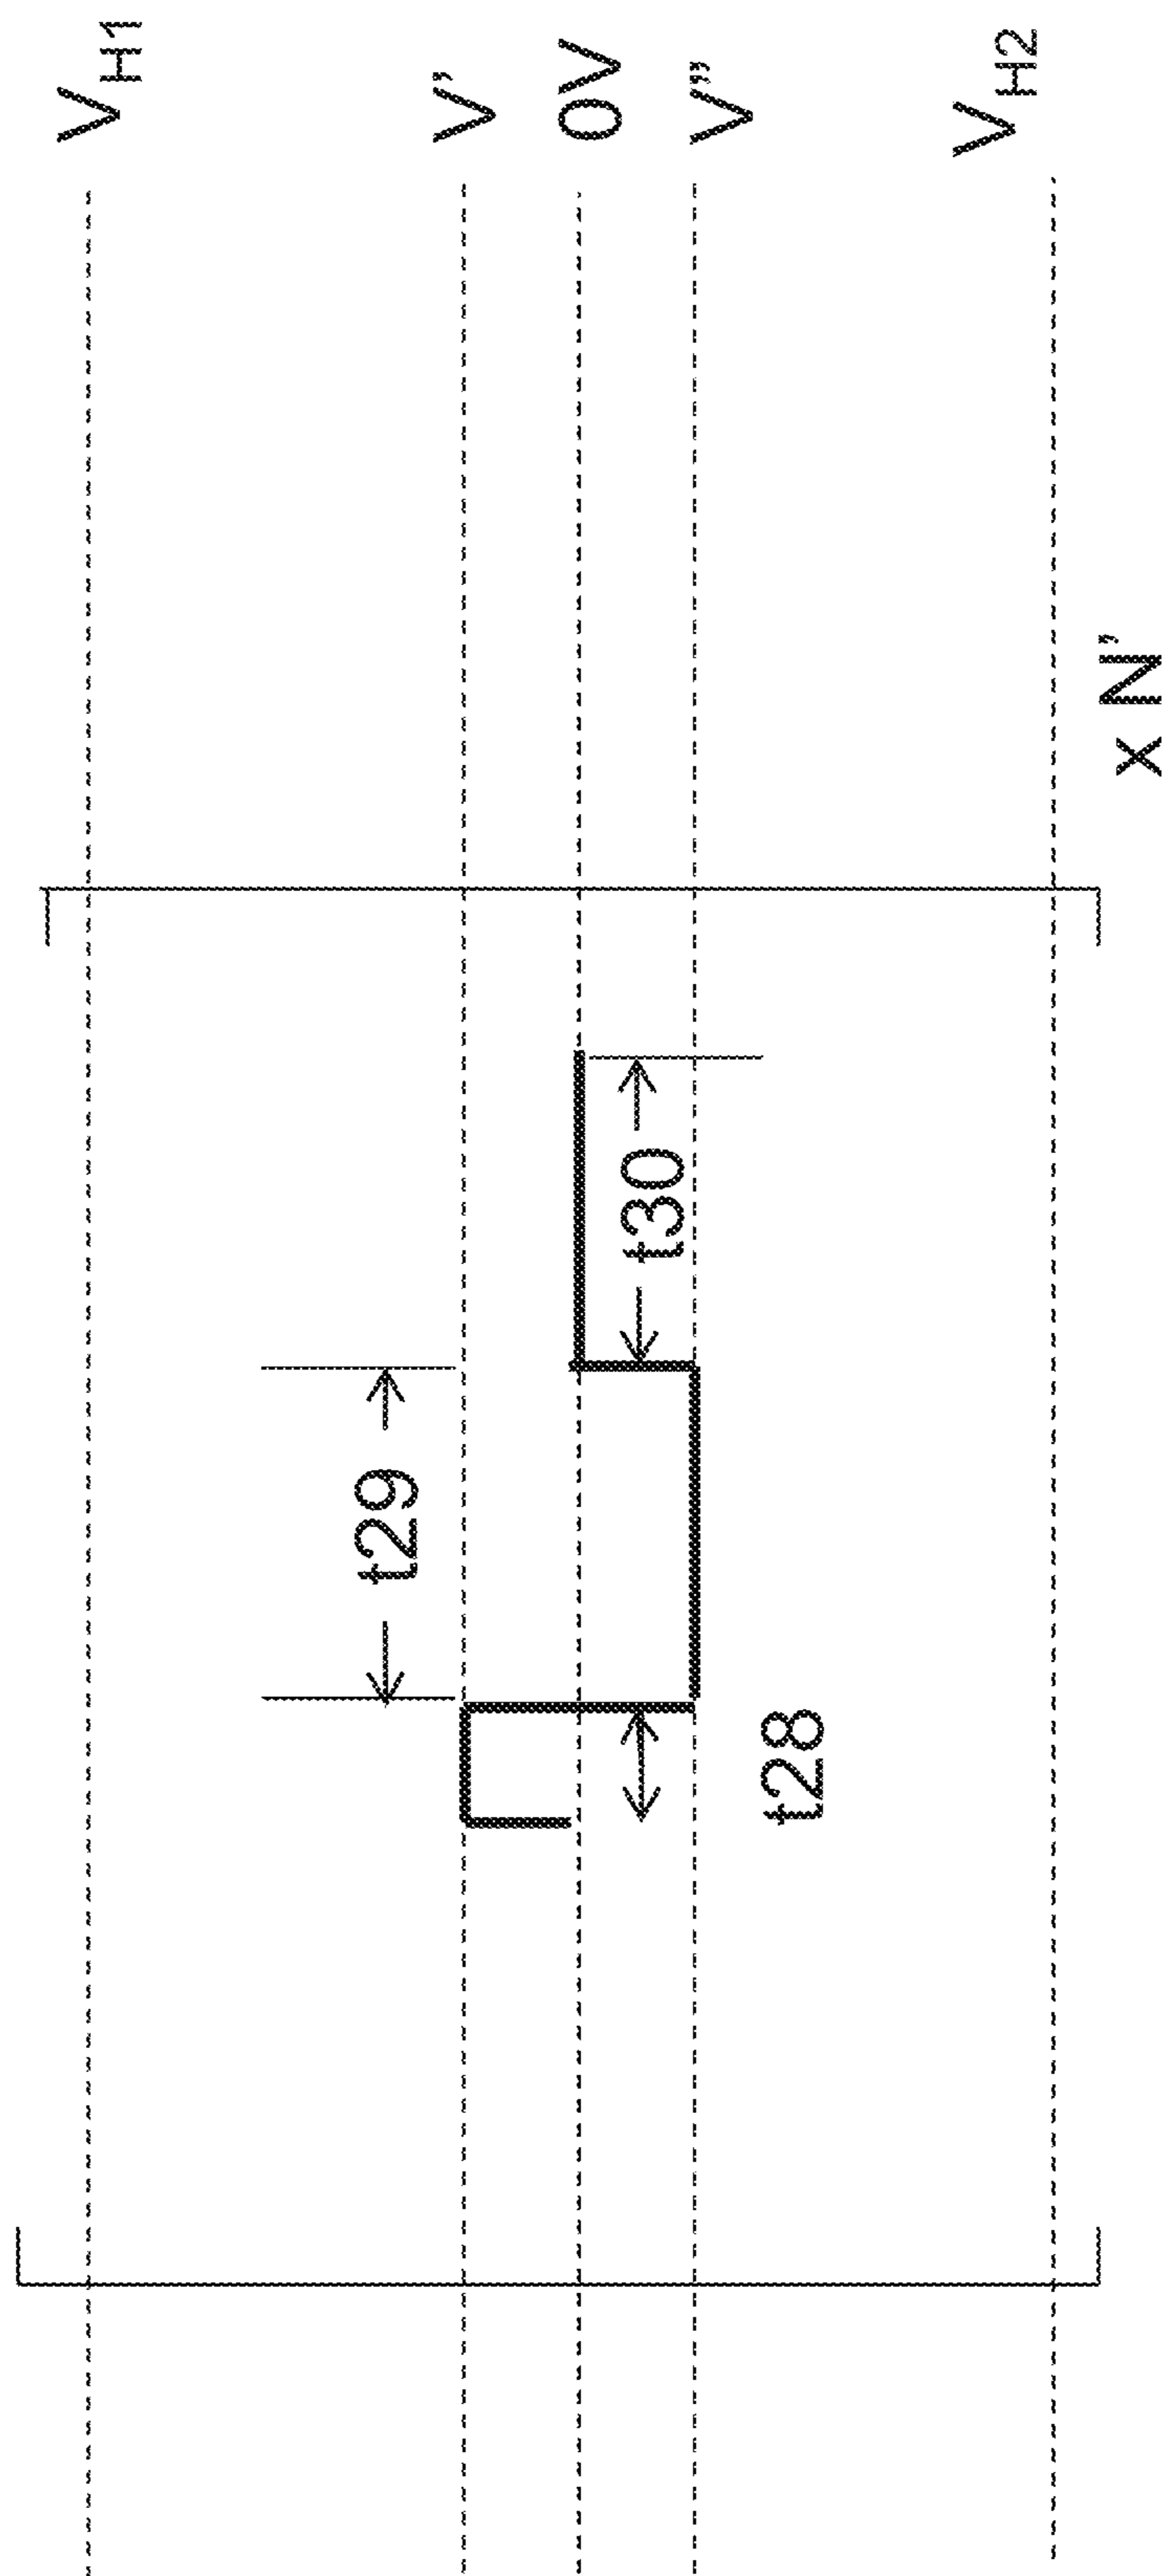 V_H1
V’
0V
V”
V_H2
t29
t30
t28
x N’